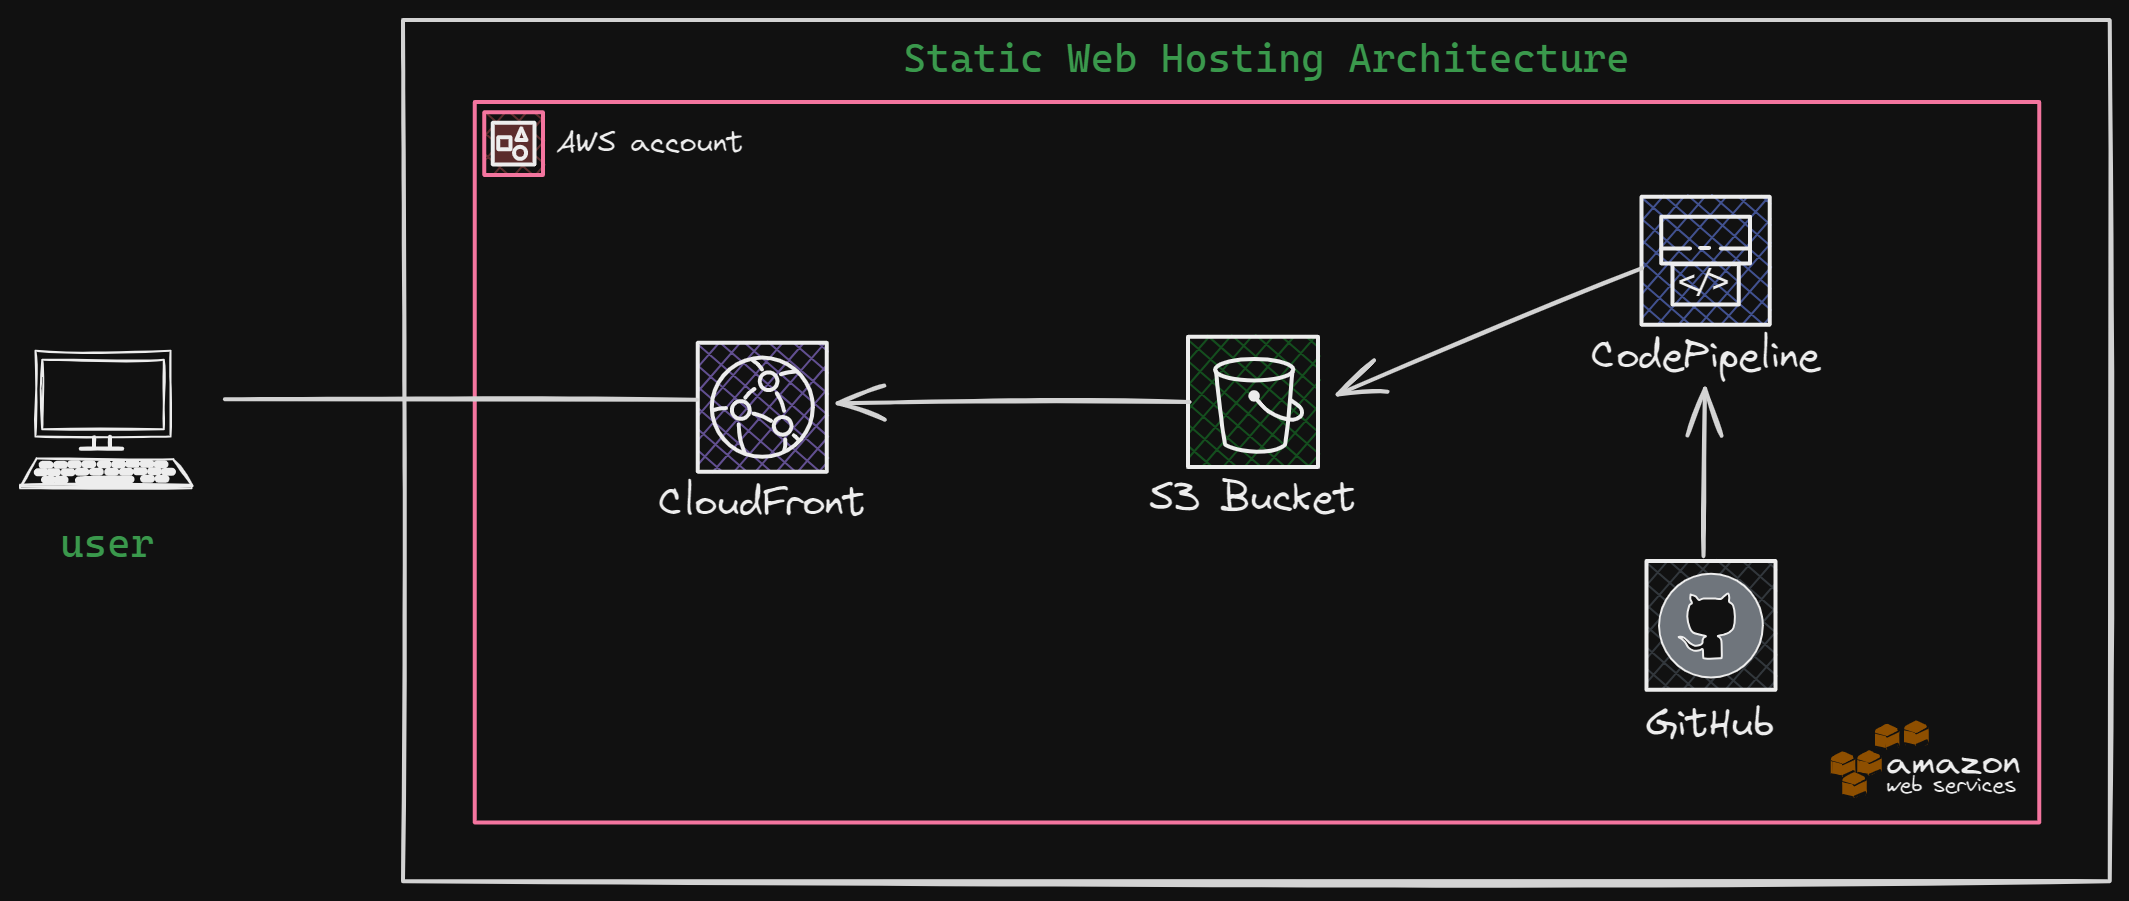 Static Web Hosting Architecture
AWS account
</>
CodePipeline
CloudFront
S3 Bucket
user
GitHub
amazon
web services